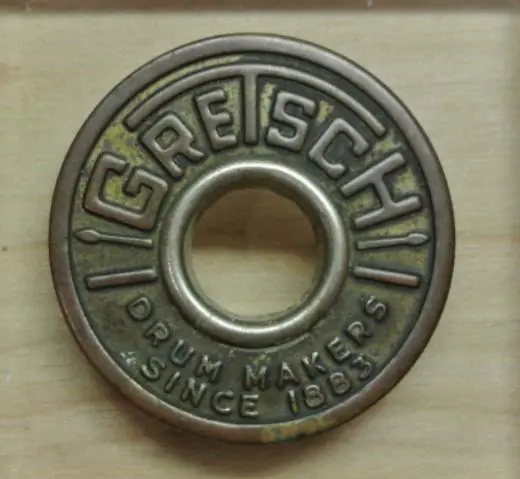 GRETSCH
DRUM MAKERS
SINCE 1883